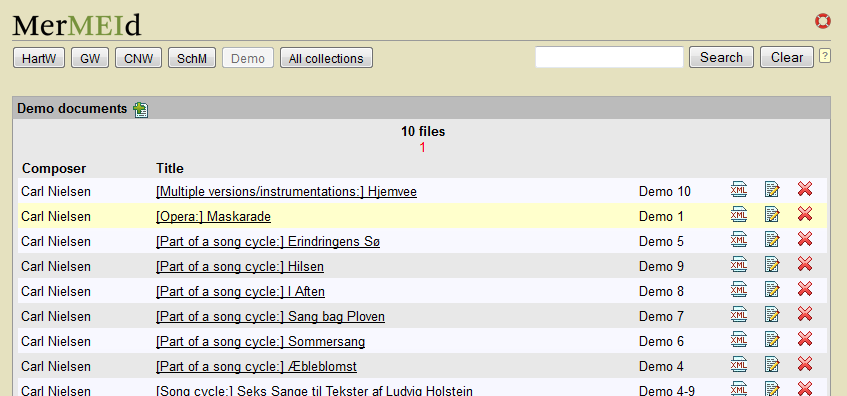 MerMEId
HartW GW CNW SchM Demo All collections Search Clear ?
Demo documents
10 files
1
Composer Title
Carl Nielsen [Multiple versions/instrumentations:] Hjemvee Demo 10 XML
Carl Nielsen [Opera:] Maskarade Demo 1 XML
Carl Nielsen [Part of a song cycle:] Erindringens Sø Demo 5 XML
Carl Nielsen [Part of a song cycle:] Hilsen Demo 9 XML
Carl Nielsen [Part of a song cycle:] I Aften Demo 8 XML
Carl Nielsen [Part of a song cycle:] Sang bag Ploven Demo 7 XML
Carl Nielsen [Part of a song cycle:] Sommersang Demo 6 XML
Carl Nielsen [Part of a song cycle:] Æbleblomst Demo 4 XML
Carl Nielsen [Song cycle:] Seks Sange til Tekster af Ludvig Holstein Demo 4-9 XML